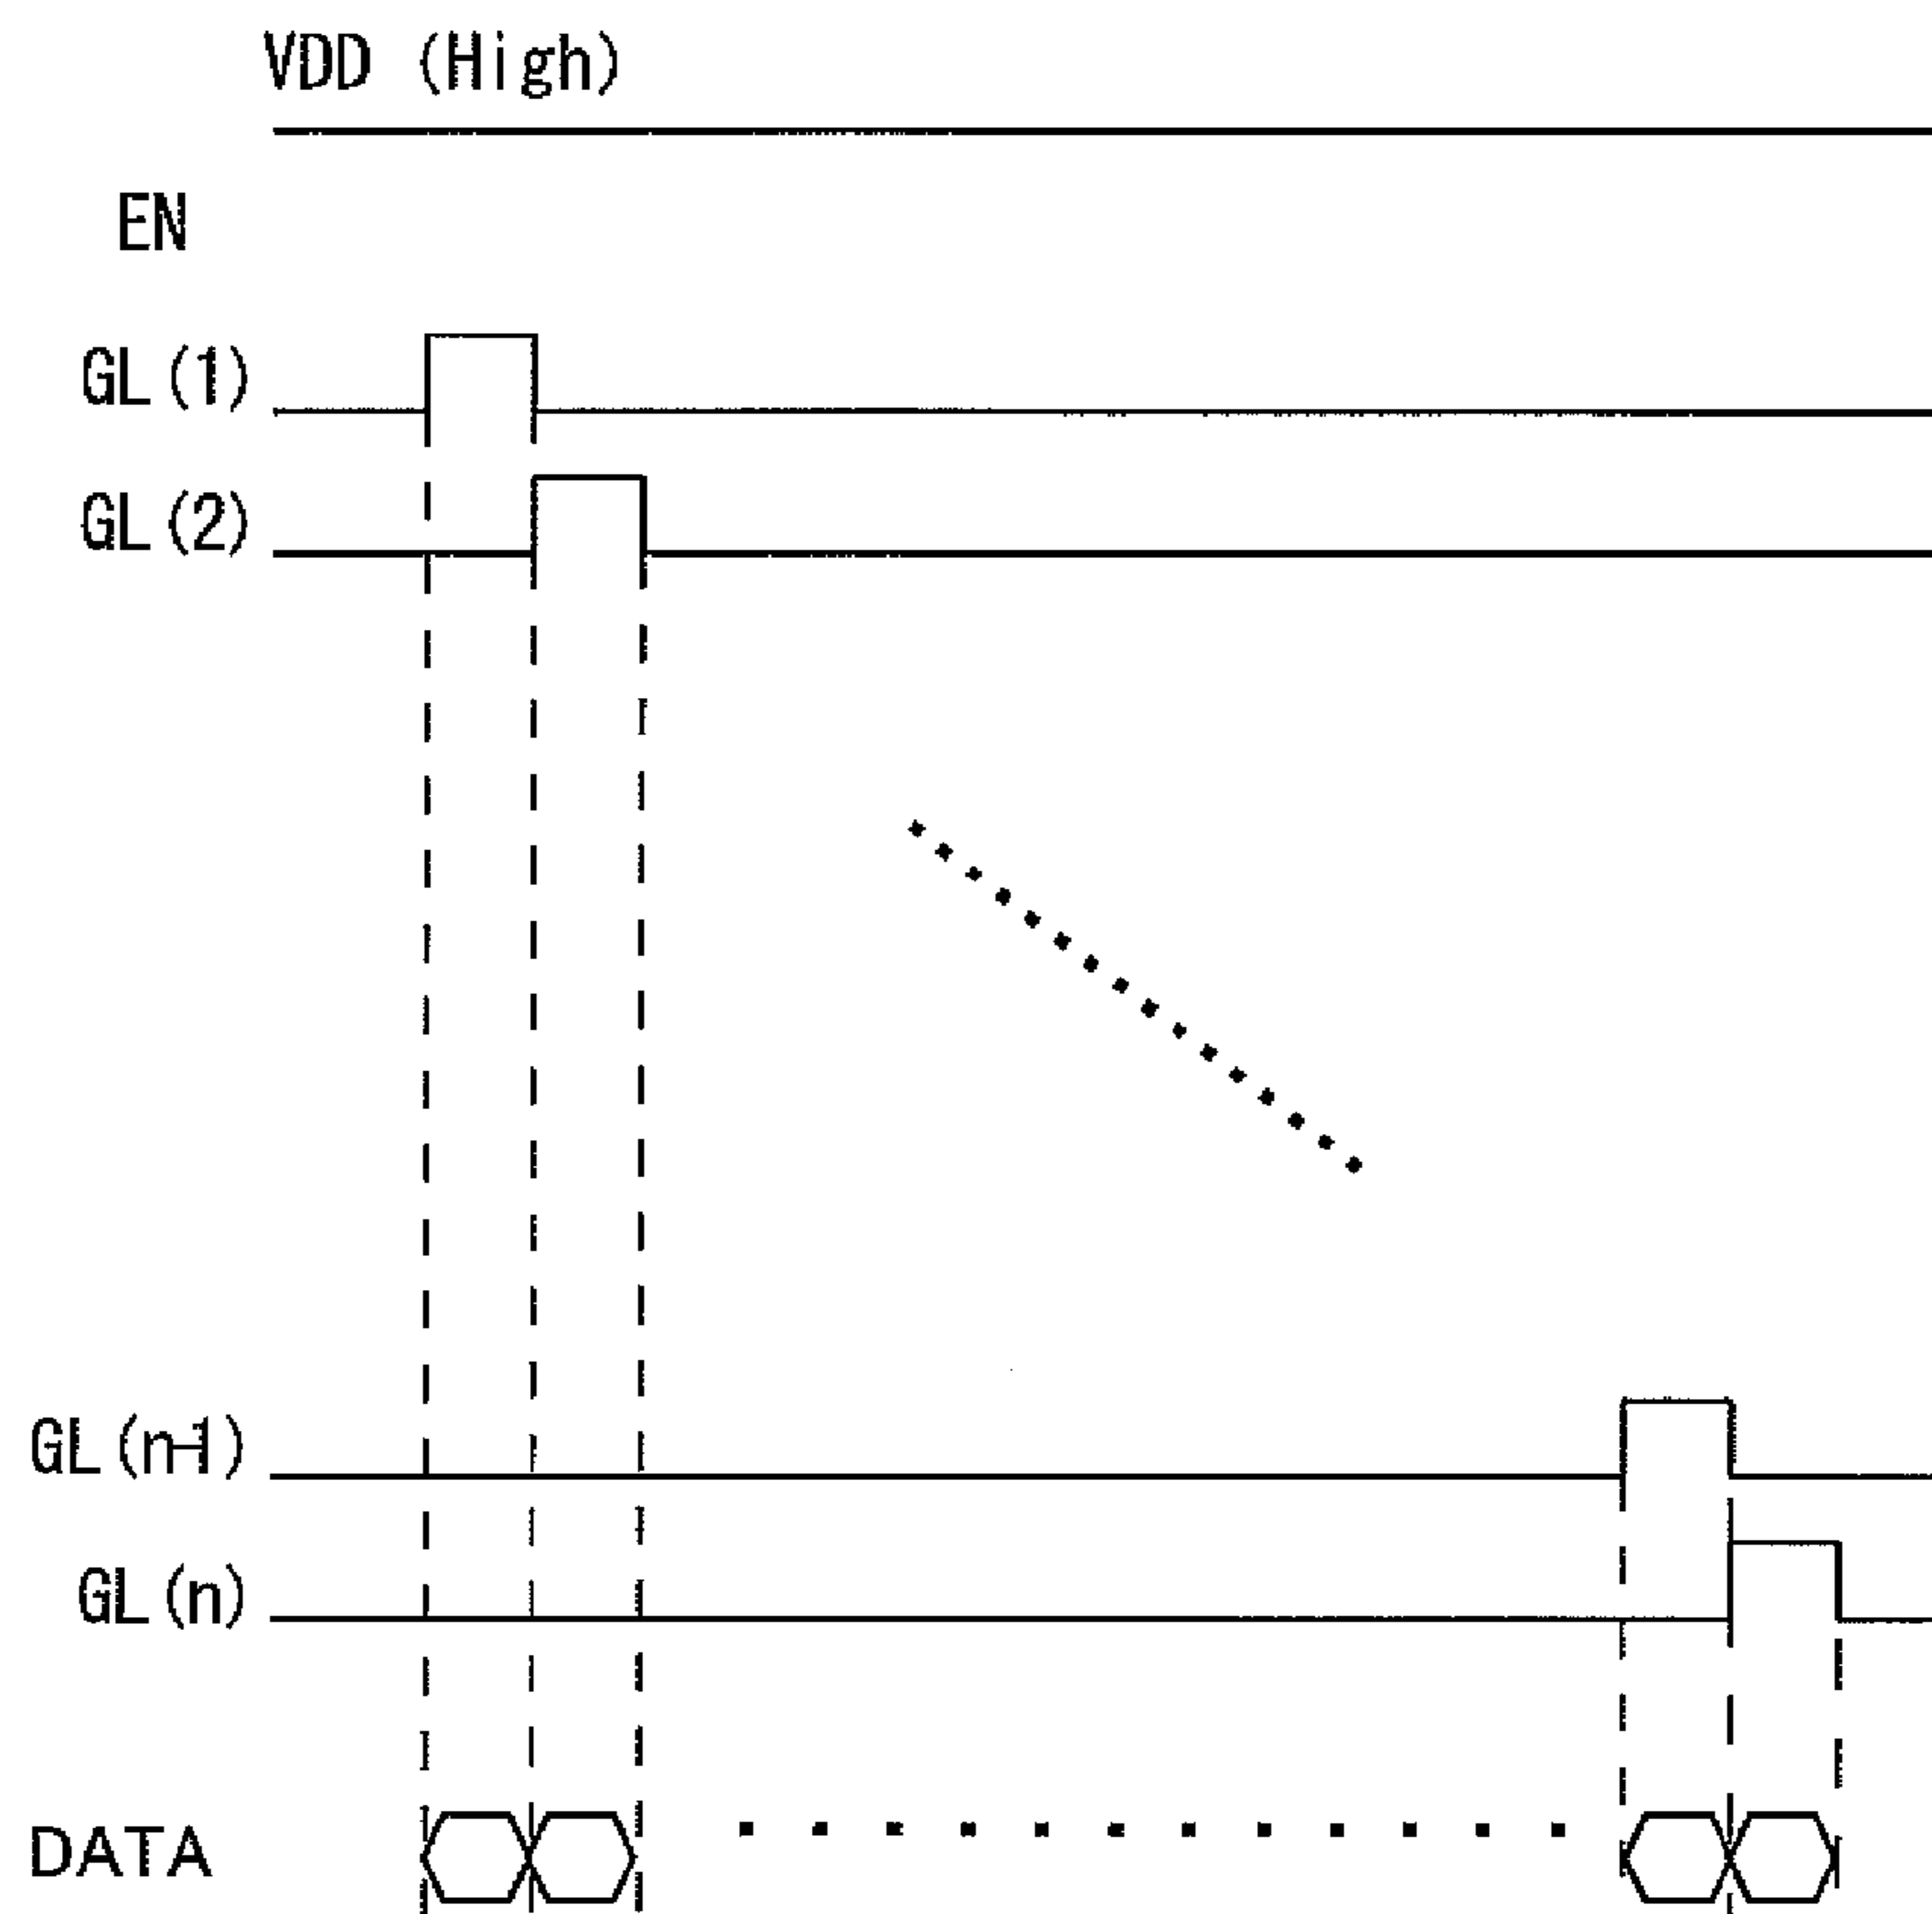 VDD (High)
EN
GL(1)
GL(2)
GL(n-1)
GL(n)
DATA